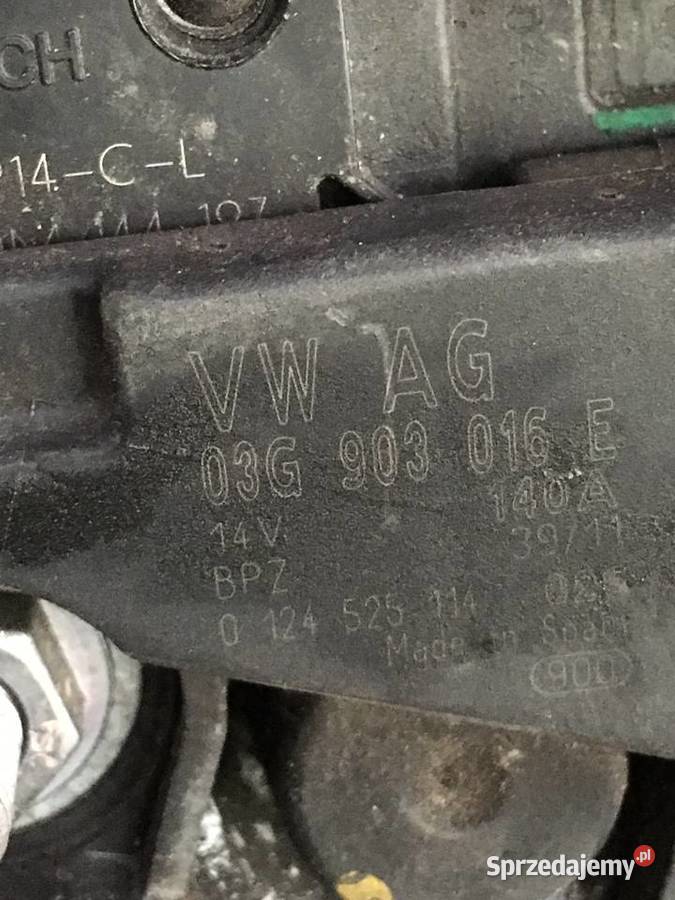 CH
P14-C-L
VW AG
03G 903 016 E
14V 140A
BPZ 39/11
0 124 525 114
Made in Spain
900
Sprzedajemy.pl